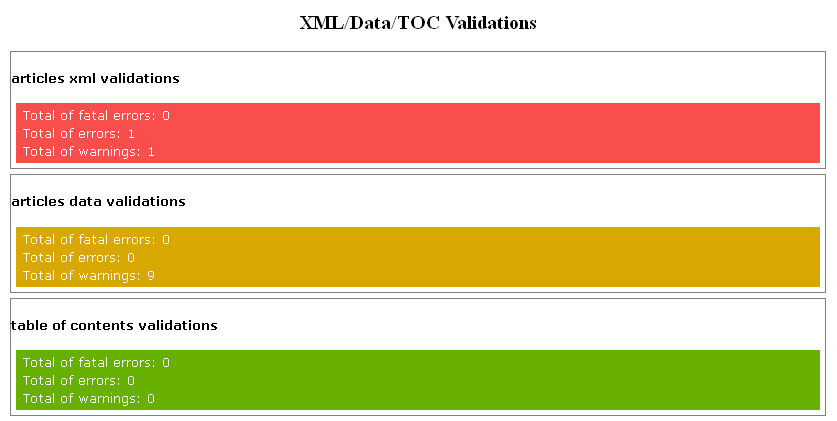 XML/Data/TOC Validations
articles xml validations
Total of fatal errors: 0
Total of errors: 1
Total of warnings: 1
articles data validations
Total of fatal errors: 0
Total of errors: 0
Total of warnings: 9
table of contents validations
Total of fatal errors: 0
Total of errors: 0
Total of warnings: 0